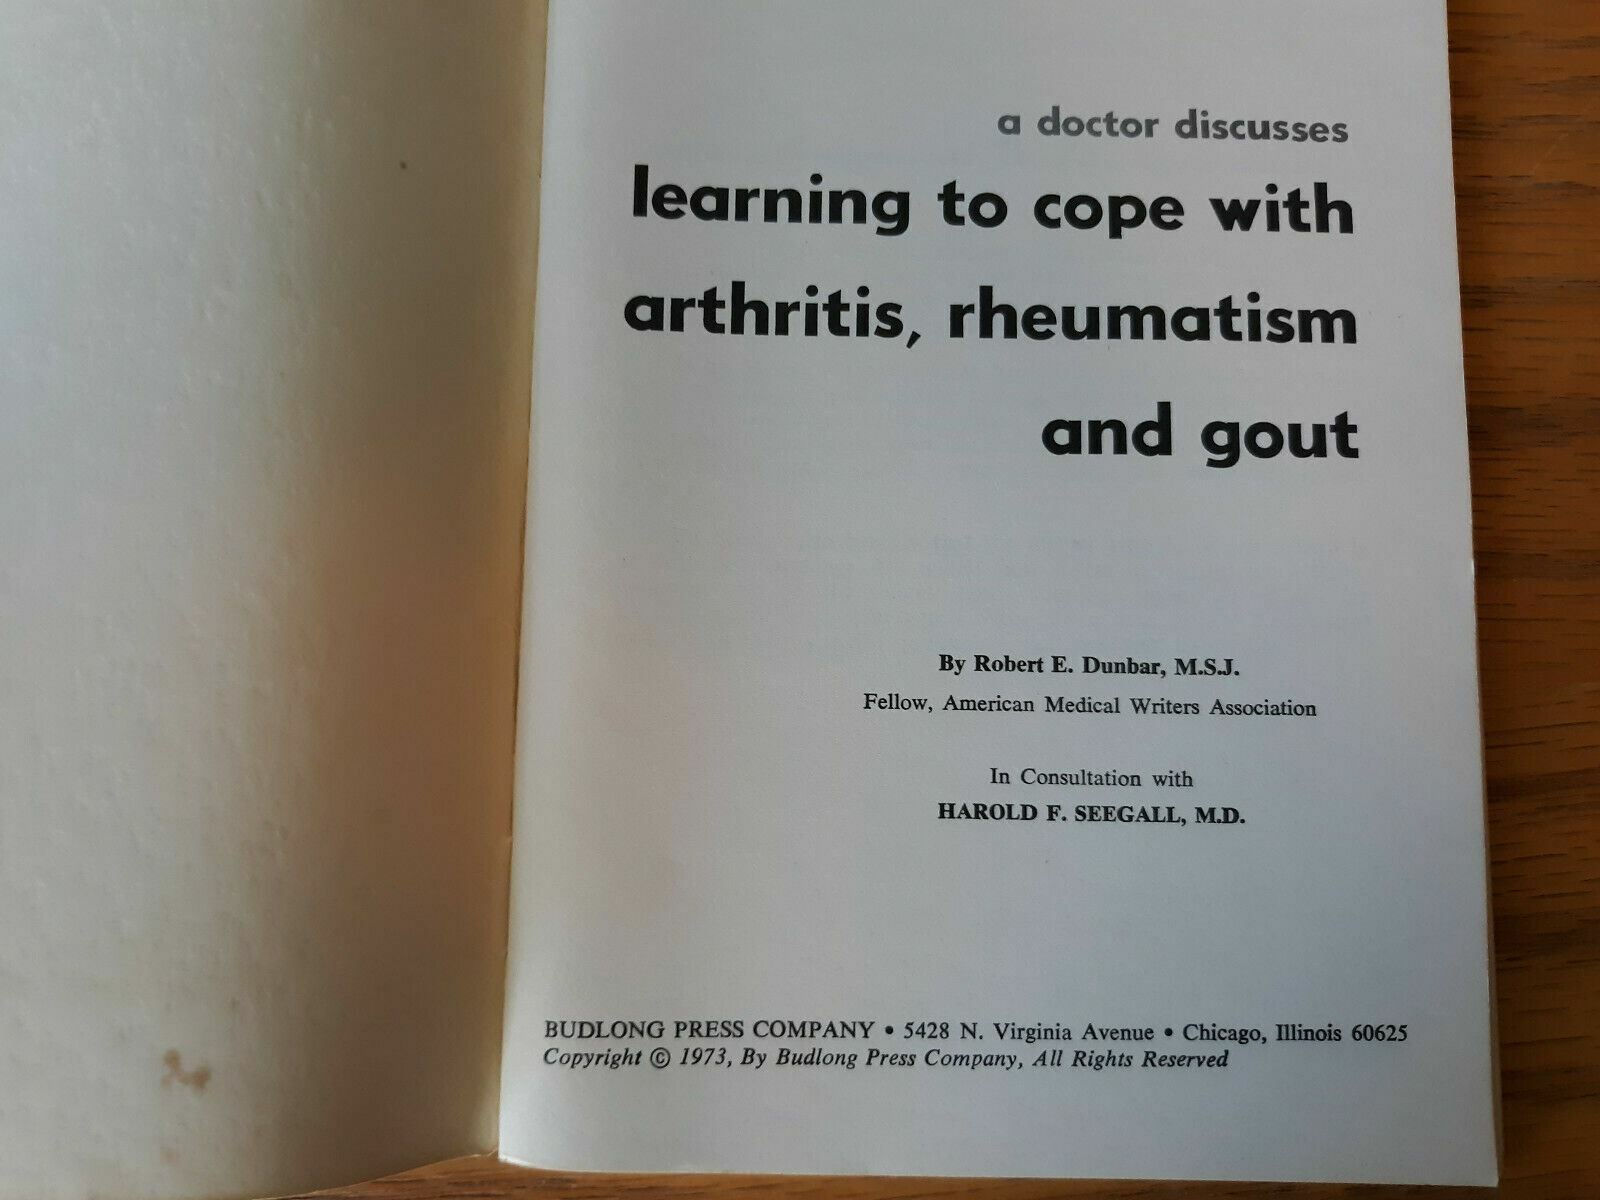 a doctor discusses
learning to cope with
arthritis, rheumatism
and gout
By Robert E. Dunbar, M.S.J.
Fellow, American Medical Writers Association
In Consultation with
HAROLD F. SEEGALL, M.D.
BUDLONG PRESS COMPANY • 5428 N. Virginia Avenue • Chicago, Illinois 60625
Copyright © 1973, By Budlong Press Company, All Rights Reserved